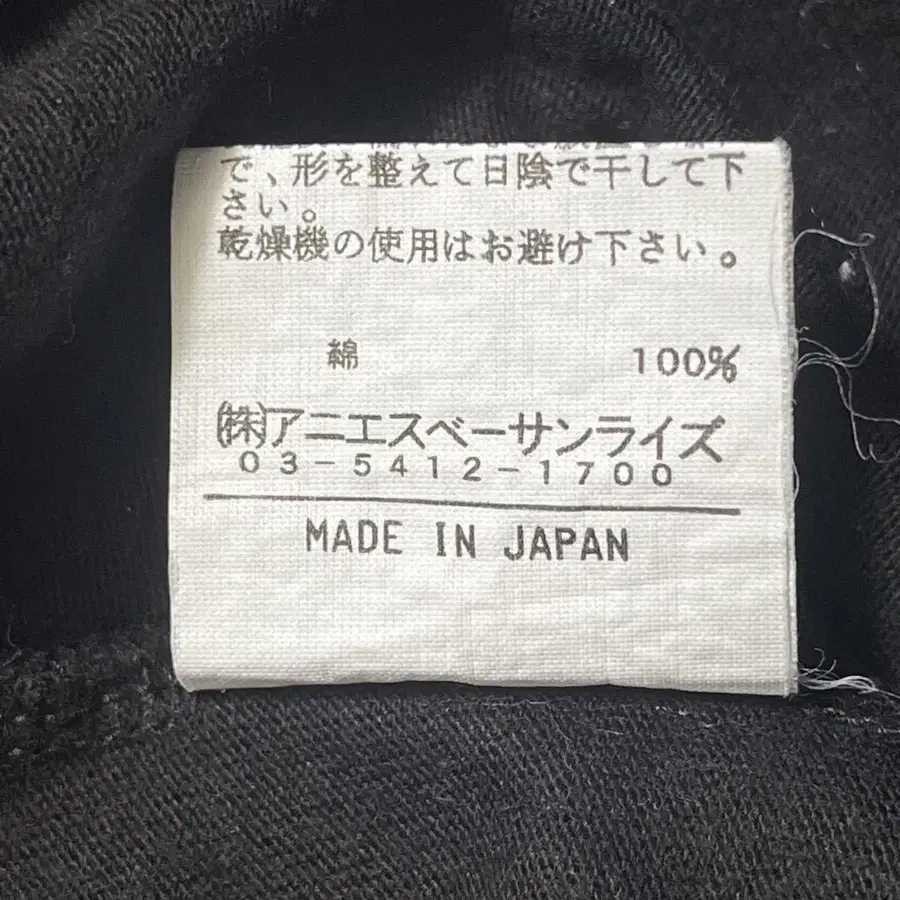 で、形を整えて日陰で干して下
さい。
乾燥機の使用はお避け下さい。
綿 100%
㈱アニエスベーサンライズ
03-5412-1700
MADE IN JAPAN